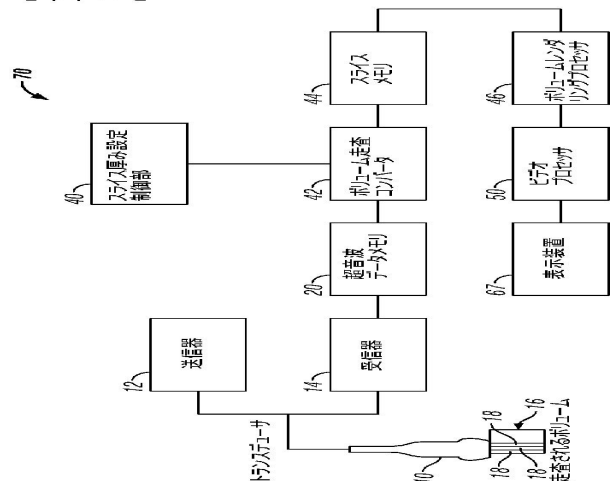 70
スライス厚み設定
制御部
40
スライス
メモリ
44
ボリュームレンダ
リングプロセッサ
46
ボリューム走査
コンバータ
42
ビデオ
プロセッサ
50
超音波
データメモリ
20
表示装置
67
送信器
12
受信器
14
トランスデューサ
10
18
18
18
16
走査されるボリューム